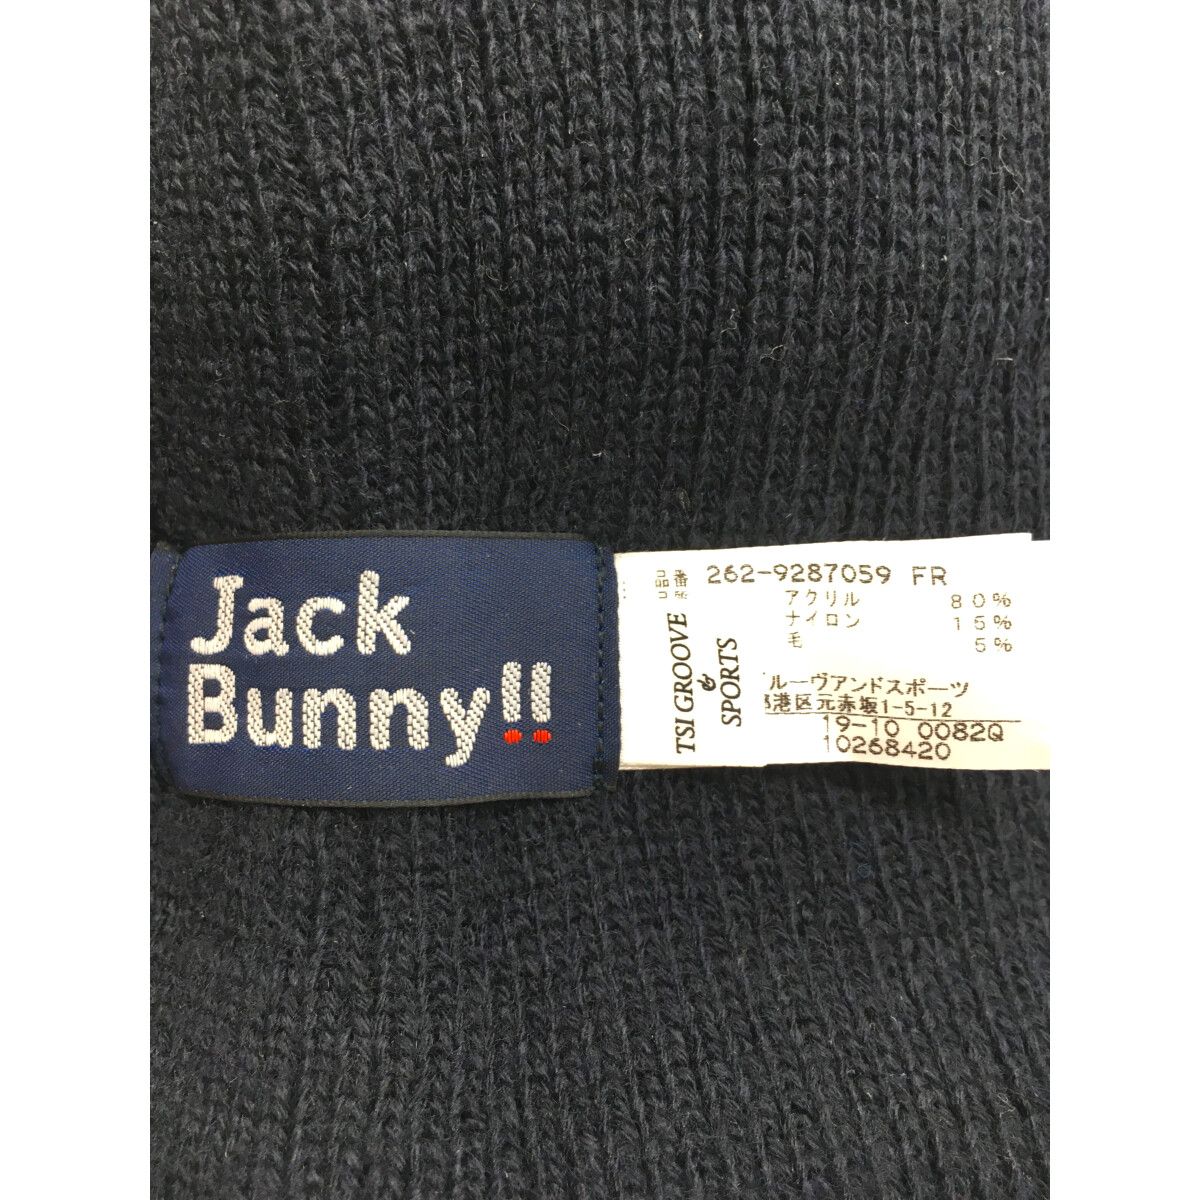 Jack
Bunny!!
品番 262-9287059 FR
アクリル 80%
ナイロン 15%
毛 5%
TSI GROOVE
&
SPORTS
ルーヴアンドスポーツ
港区元赤坂1-5-12
19-10 0082Q
10268420